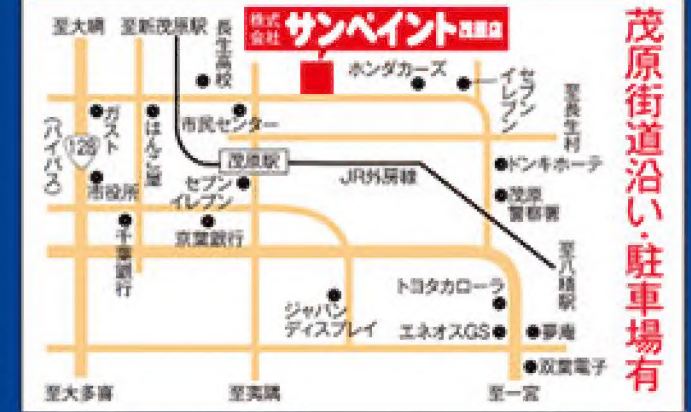 至大網
至新茂原駅
長生高校
株式会社
サンペイント茂原店
ホンダカーズ
セブン
イレブン
至長生村
茂原街道沿い・駐車場有
ガスト
はんこ屋
市民センター
128
(バイパス)
茂原駅
JR外房線
ドンキホーテ
市役所
セブン
イレブン
茂原
警察署
千葉銀行
京葉銀行
至八積駅
トヨタカローラ
ジャパン
ディスプレイ
エネオスGS
夢庵
双葉電子
至大多喜
至夷隅
至一宮